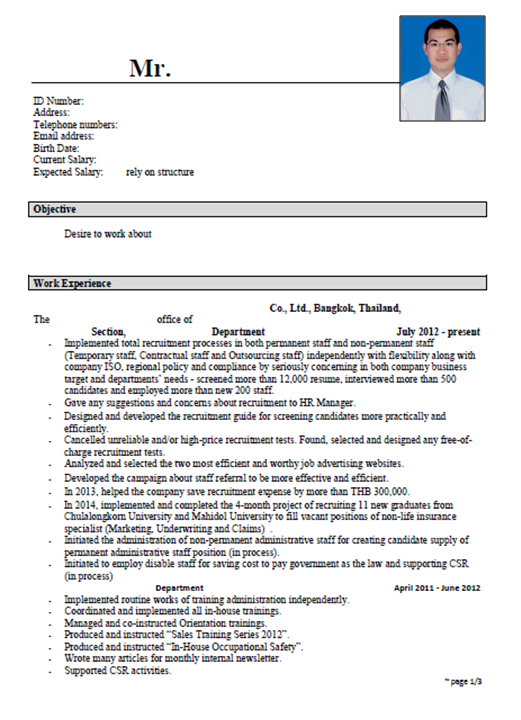 Mr.
ID Number:
Address:
Telephone numbers:
Email address:
Birth Date:
Current Salary:
Expected Salary: rely on structure
Objective
Desire to work about
Work Experience
Co., Ltd., Bangkok, Thailand,
The office of
Section, Department July 2012 - present
- Implemented total recruitment processes in both permanent staff and non-permanent staff
(Temporary staff, Contractual staff and Outsourcing staff) independently with flexibility along with
company ISO, regional policy and compliance by seriously concerning in both company business
target and departments' needs - screened more than 12,000 resume, interviewed more than 500
candidates and employed more than new 200 staff.
- Gave any suggestions and concerns about recruitment to HR Manager.
- Designed and developed the recruitment guide for screening candidates more practically and
efficiently.
- Cancelled unreliable and/or high-price recruitment tests. Found, selected and designed any free-of-
charge recruitment tests.
- Analyzed and selected the two most efficient and worthy job advertising websites.
- Developed the campaign about staff referral to be more effective and efficient.
- In 2013, helped the company save recruitment expense by more than THB 300,000.
- In 2014, implemented and completed the 4-month project of recruiting 11 new graduates from
Chulalongkorn University and Mahidol University to fill vacant positions of non-life insurance
specialist (Marketing, Underwriting and Claims) .
- Initiated the administration of non-permanent administrative staff for creating candidate supply of
permanent administrative staff position (in process).
- Initiated to employ disable staff for saving cost to pay government as the law and supporting CSR
(in process)
Department April 2011 - June 2012
- Implemented routine works of training administration independently.
- Coordinated and implemented all in-house trainings.
- Managed and co-instructed Orientation trainings.
- Produced and instructed "Sales Training Series 2012".
- Produced and instructed "In-House Occupational Safety".
- Wrote many articles for monthly internal newsletter.
- Supported CSR activities.
~ page 1/3